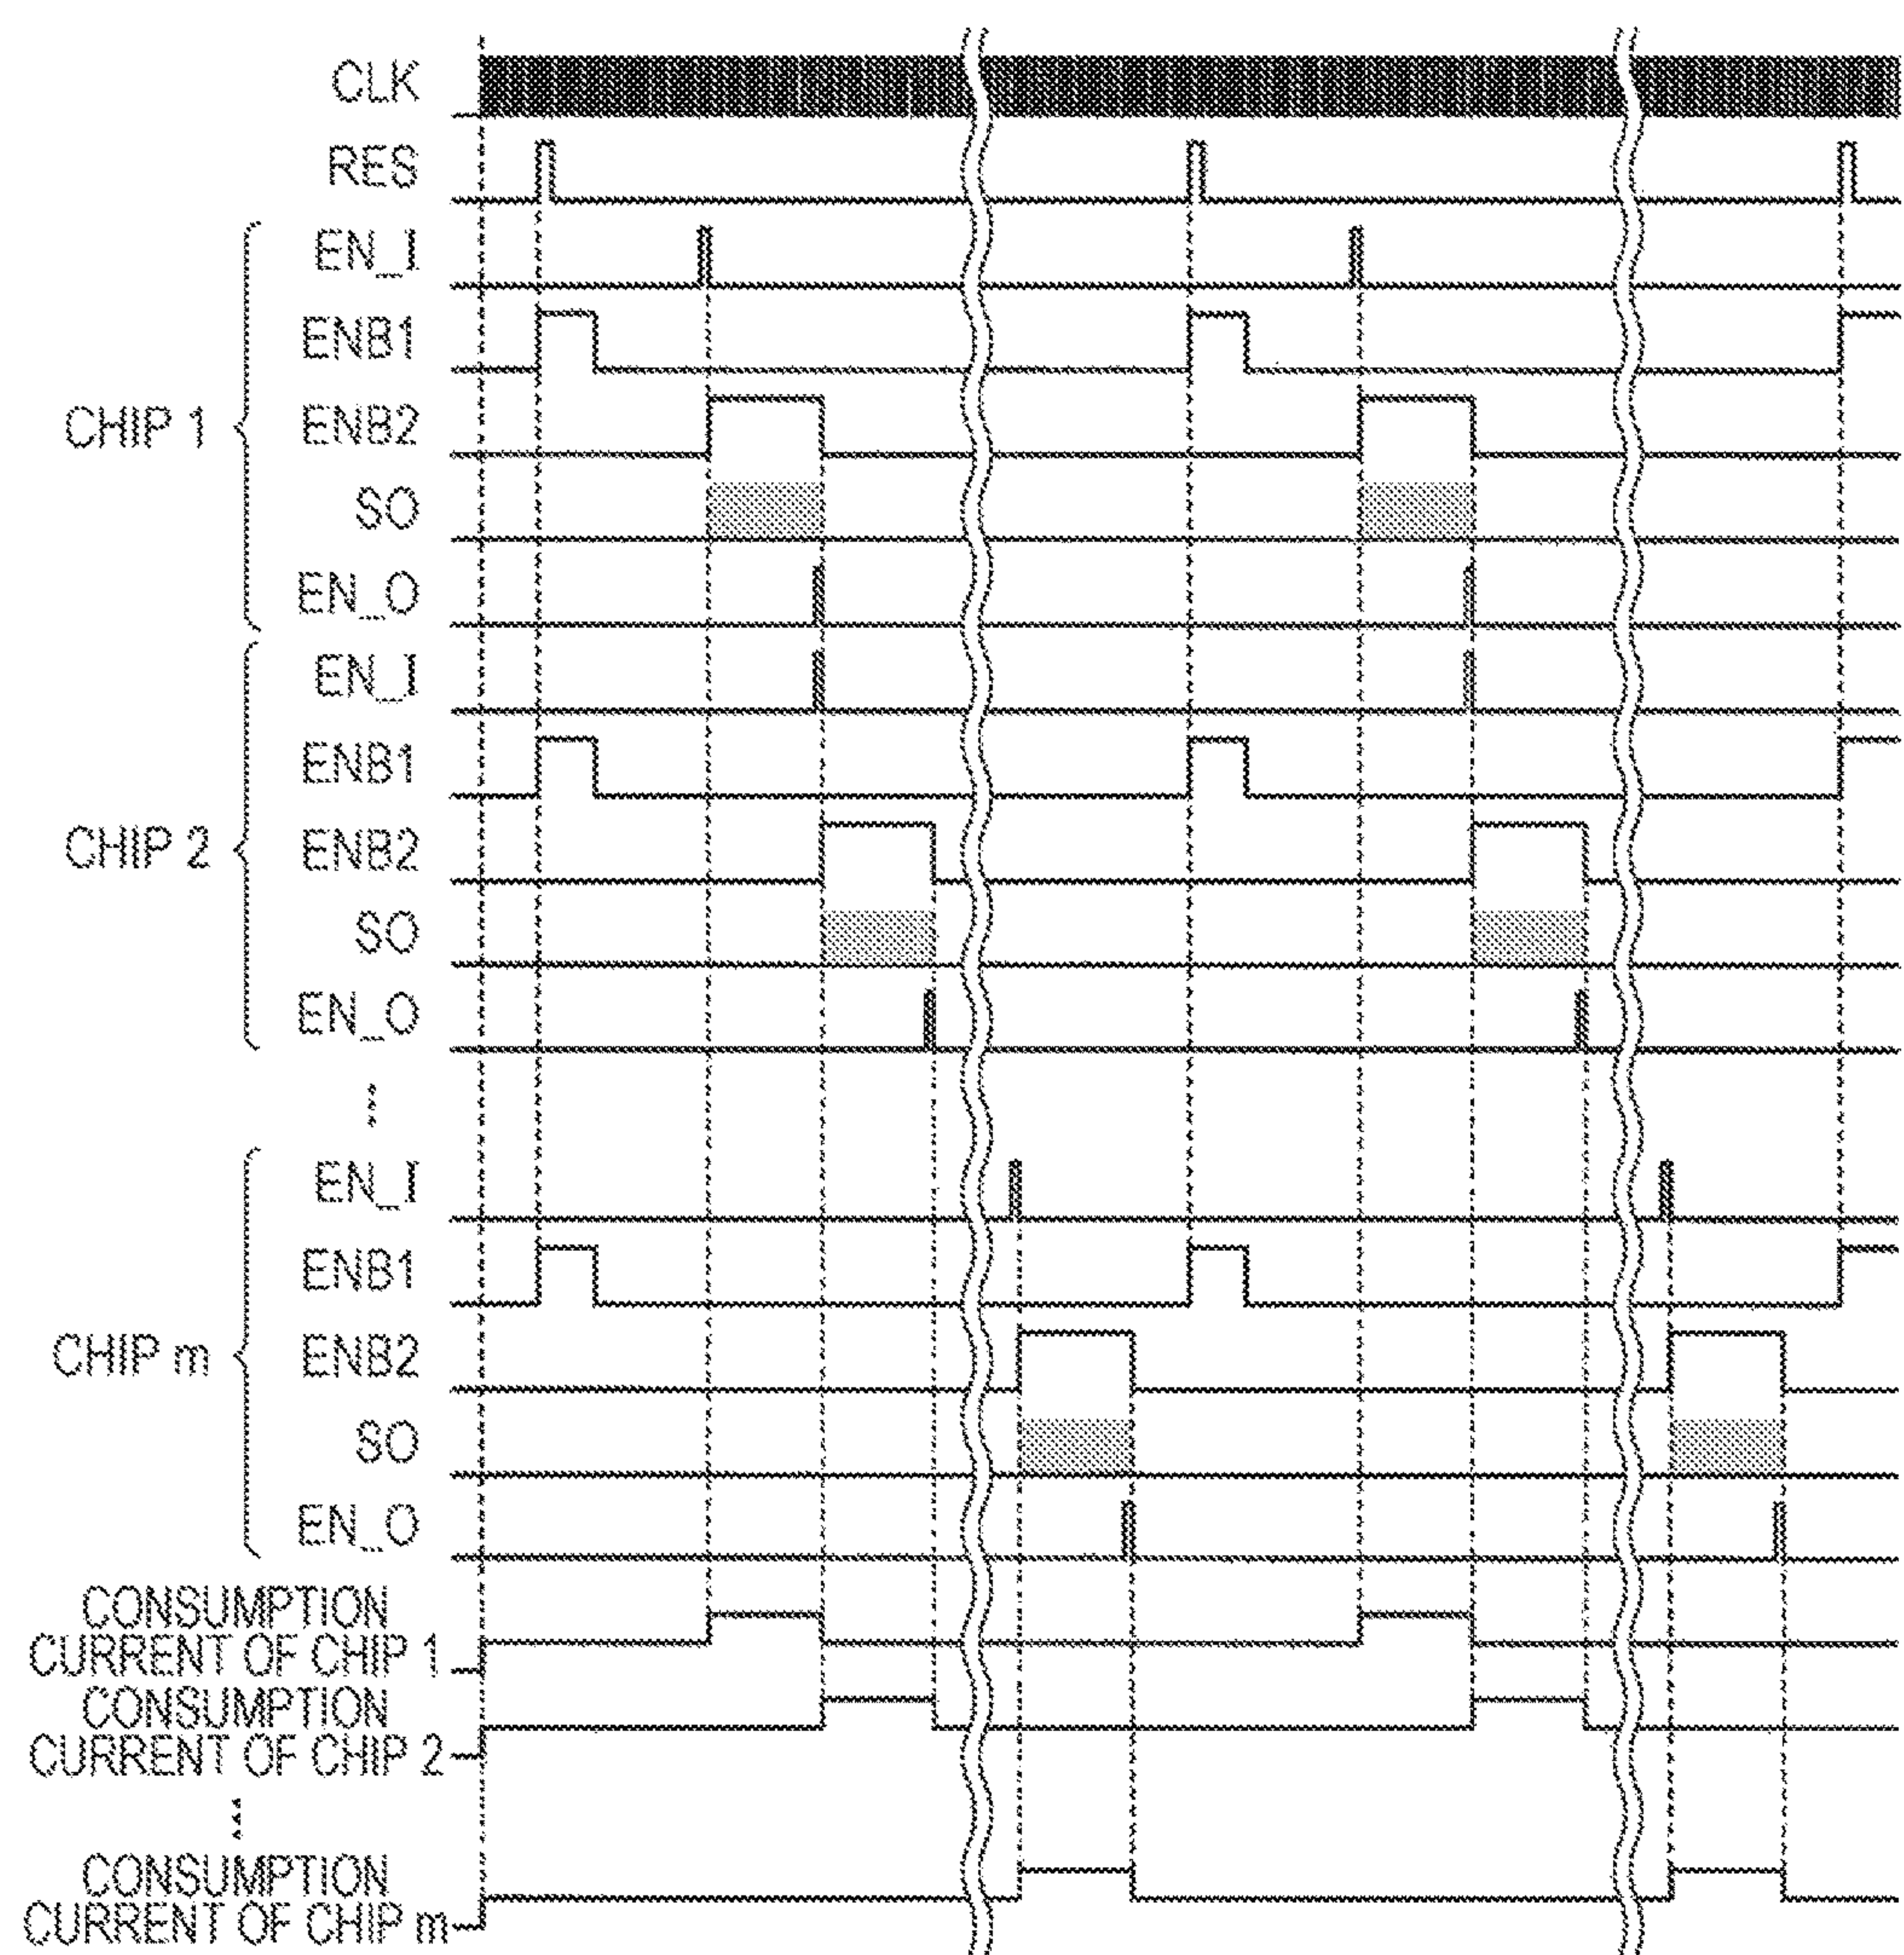 CLK
RES
CHIP 1
EN_I
ENB1
ENB2
SO
EN_O
CHIP 2
EN_I
ENB1
ENB2
SO
EN_O
CHIP m
EN_I
ENB1
ENB2
SO
EN_O
CONSUMPTION
CURRENT OF CHIP 1
CONSUMPTION
CURRENT OF CHIP 2
CONSUMPTION
CURRENT OF CHIP m